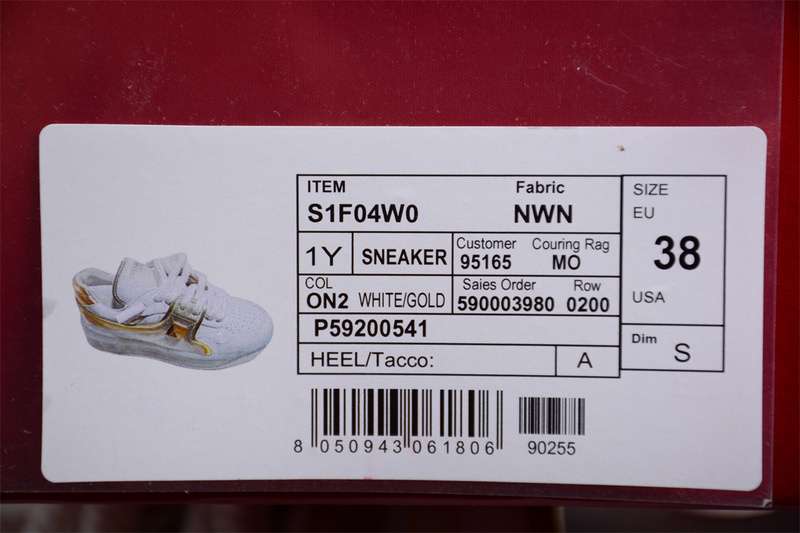 ITEM Fabric
S1F04W0 NWN
1Y SNEAKER
Customer Couring Rag
95165 MO
COL
ON2 WHITE/GOLD
Sales Order Row
590003980 0200
P59200541
HEEL/Tacco: A
SIZE
EU
38
USA
Dim S
8 050943 061806
90255